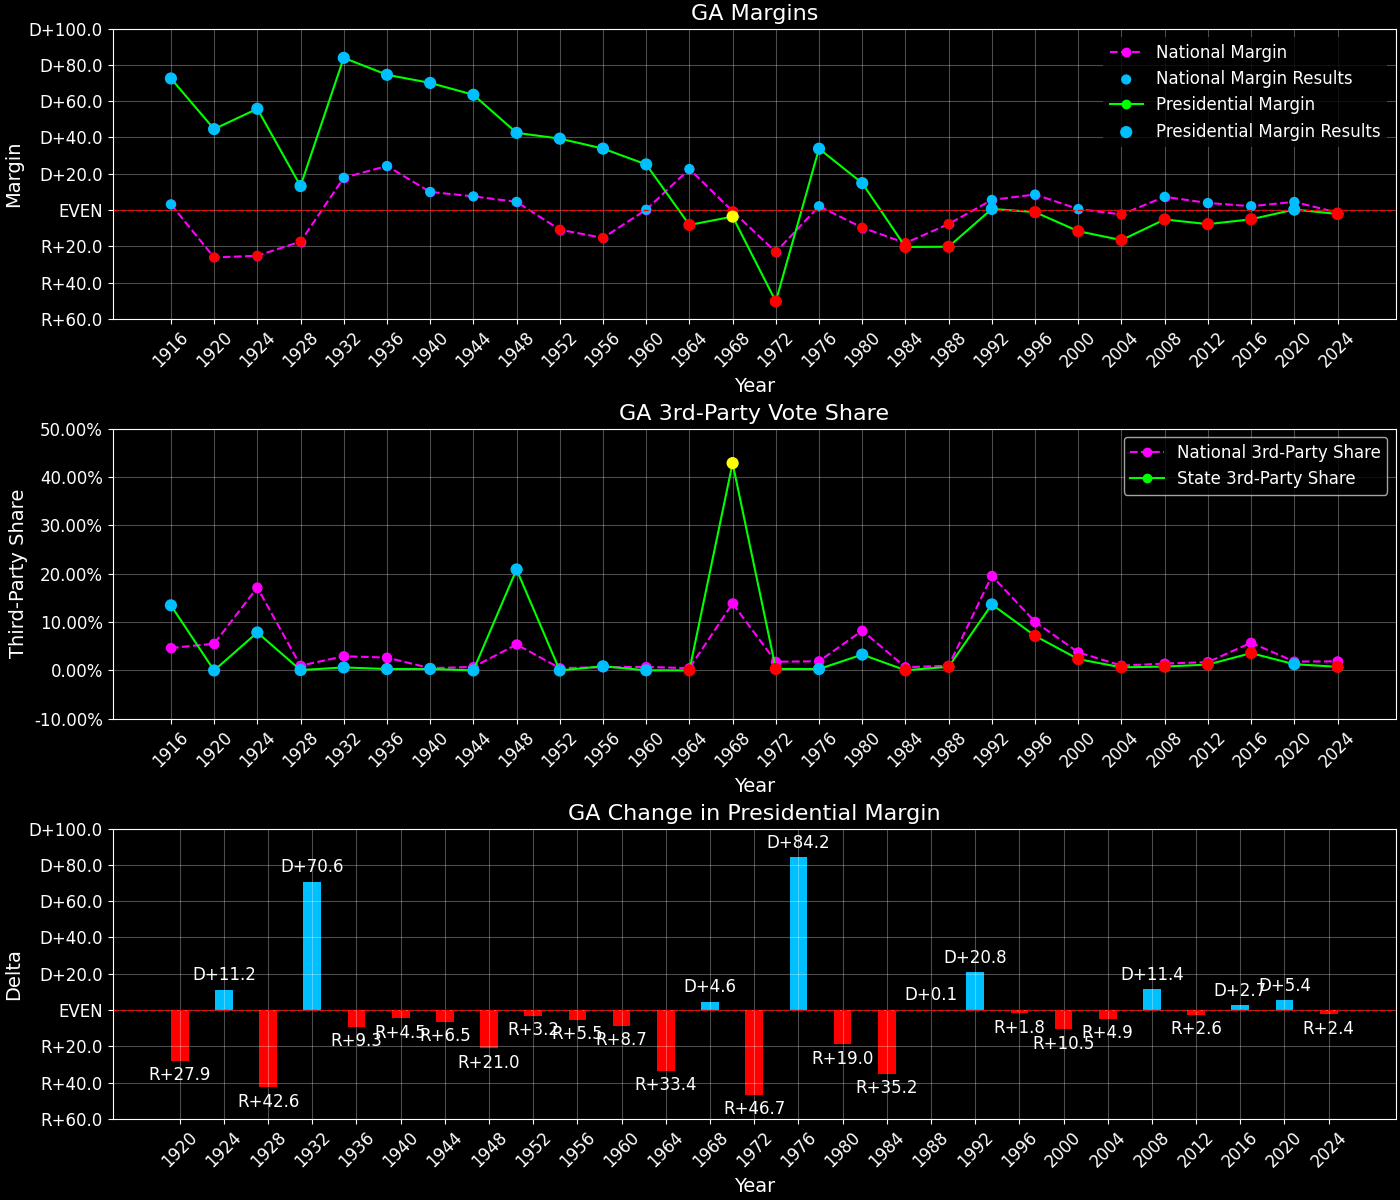 GA Margins
D+100.0
D+80.0
D+60.0
D+40.0
D+20.0
EVEN
R+20.0
R+40.0
R+60.0
Margin
National Margin
National Margin Results
Presidential Margin
Presidential Margin Results
1916 1920 1924 1928 1932 1936 1940 1944 1948 1952 1956 1960 1964 1968 1972 1976 1980 1984 1988 1992 1996 2000 2004 2008 2012 2016 2020 2024
Year
GA 3rd-Party Vote Share
50.00%
40.00%
30.00%
20.00%
10.00%
0.00%
-10.00%
Third-Party Share
National 3rd-Party Share
State 3rd-Party Share
1916 1920 1924 1928 1932 1936 1940 1944 1948 1952 1956 1960 1964 1968 1972 1976 1980 1984 1988 1992 1996 2000 2004 2008 2012 2016 2020 2024
Year
GA Change in Presidential Margin
D+100.0
D+80.0
D+60.0
D+40.0
D+20.0
EVEN
R+20.0
R+40.0
R+60.0
Delta
R+27.9
D+11.2
R+42.6
D+70.6
R+9.3
R+4.5
R+6.5
R+21.0
R+3.2
R+5.5
R+8.7
R+33.4
D+4.6
R+46.7
D+84.2
R+19.0
R+35.2
D+0.1
D+20.8
R+1.8
R+10.5
R+4.9
D+11.4
R+2.6
D+2.7
D+5.4
R+2.4
1920 1924 1928 1932 1936 1940 1944 1948 1952 1956 1960 1964 1968 1972 1976 1980 1984 1988 1992 1996 2000 2004 2008 2012 2016 2020 2024
Year